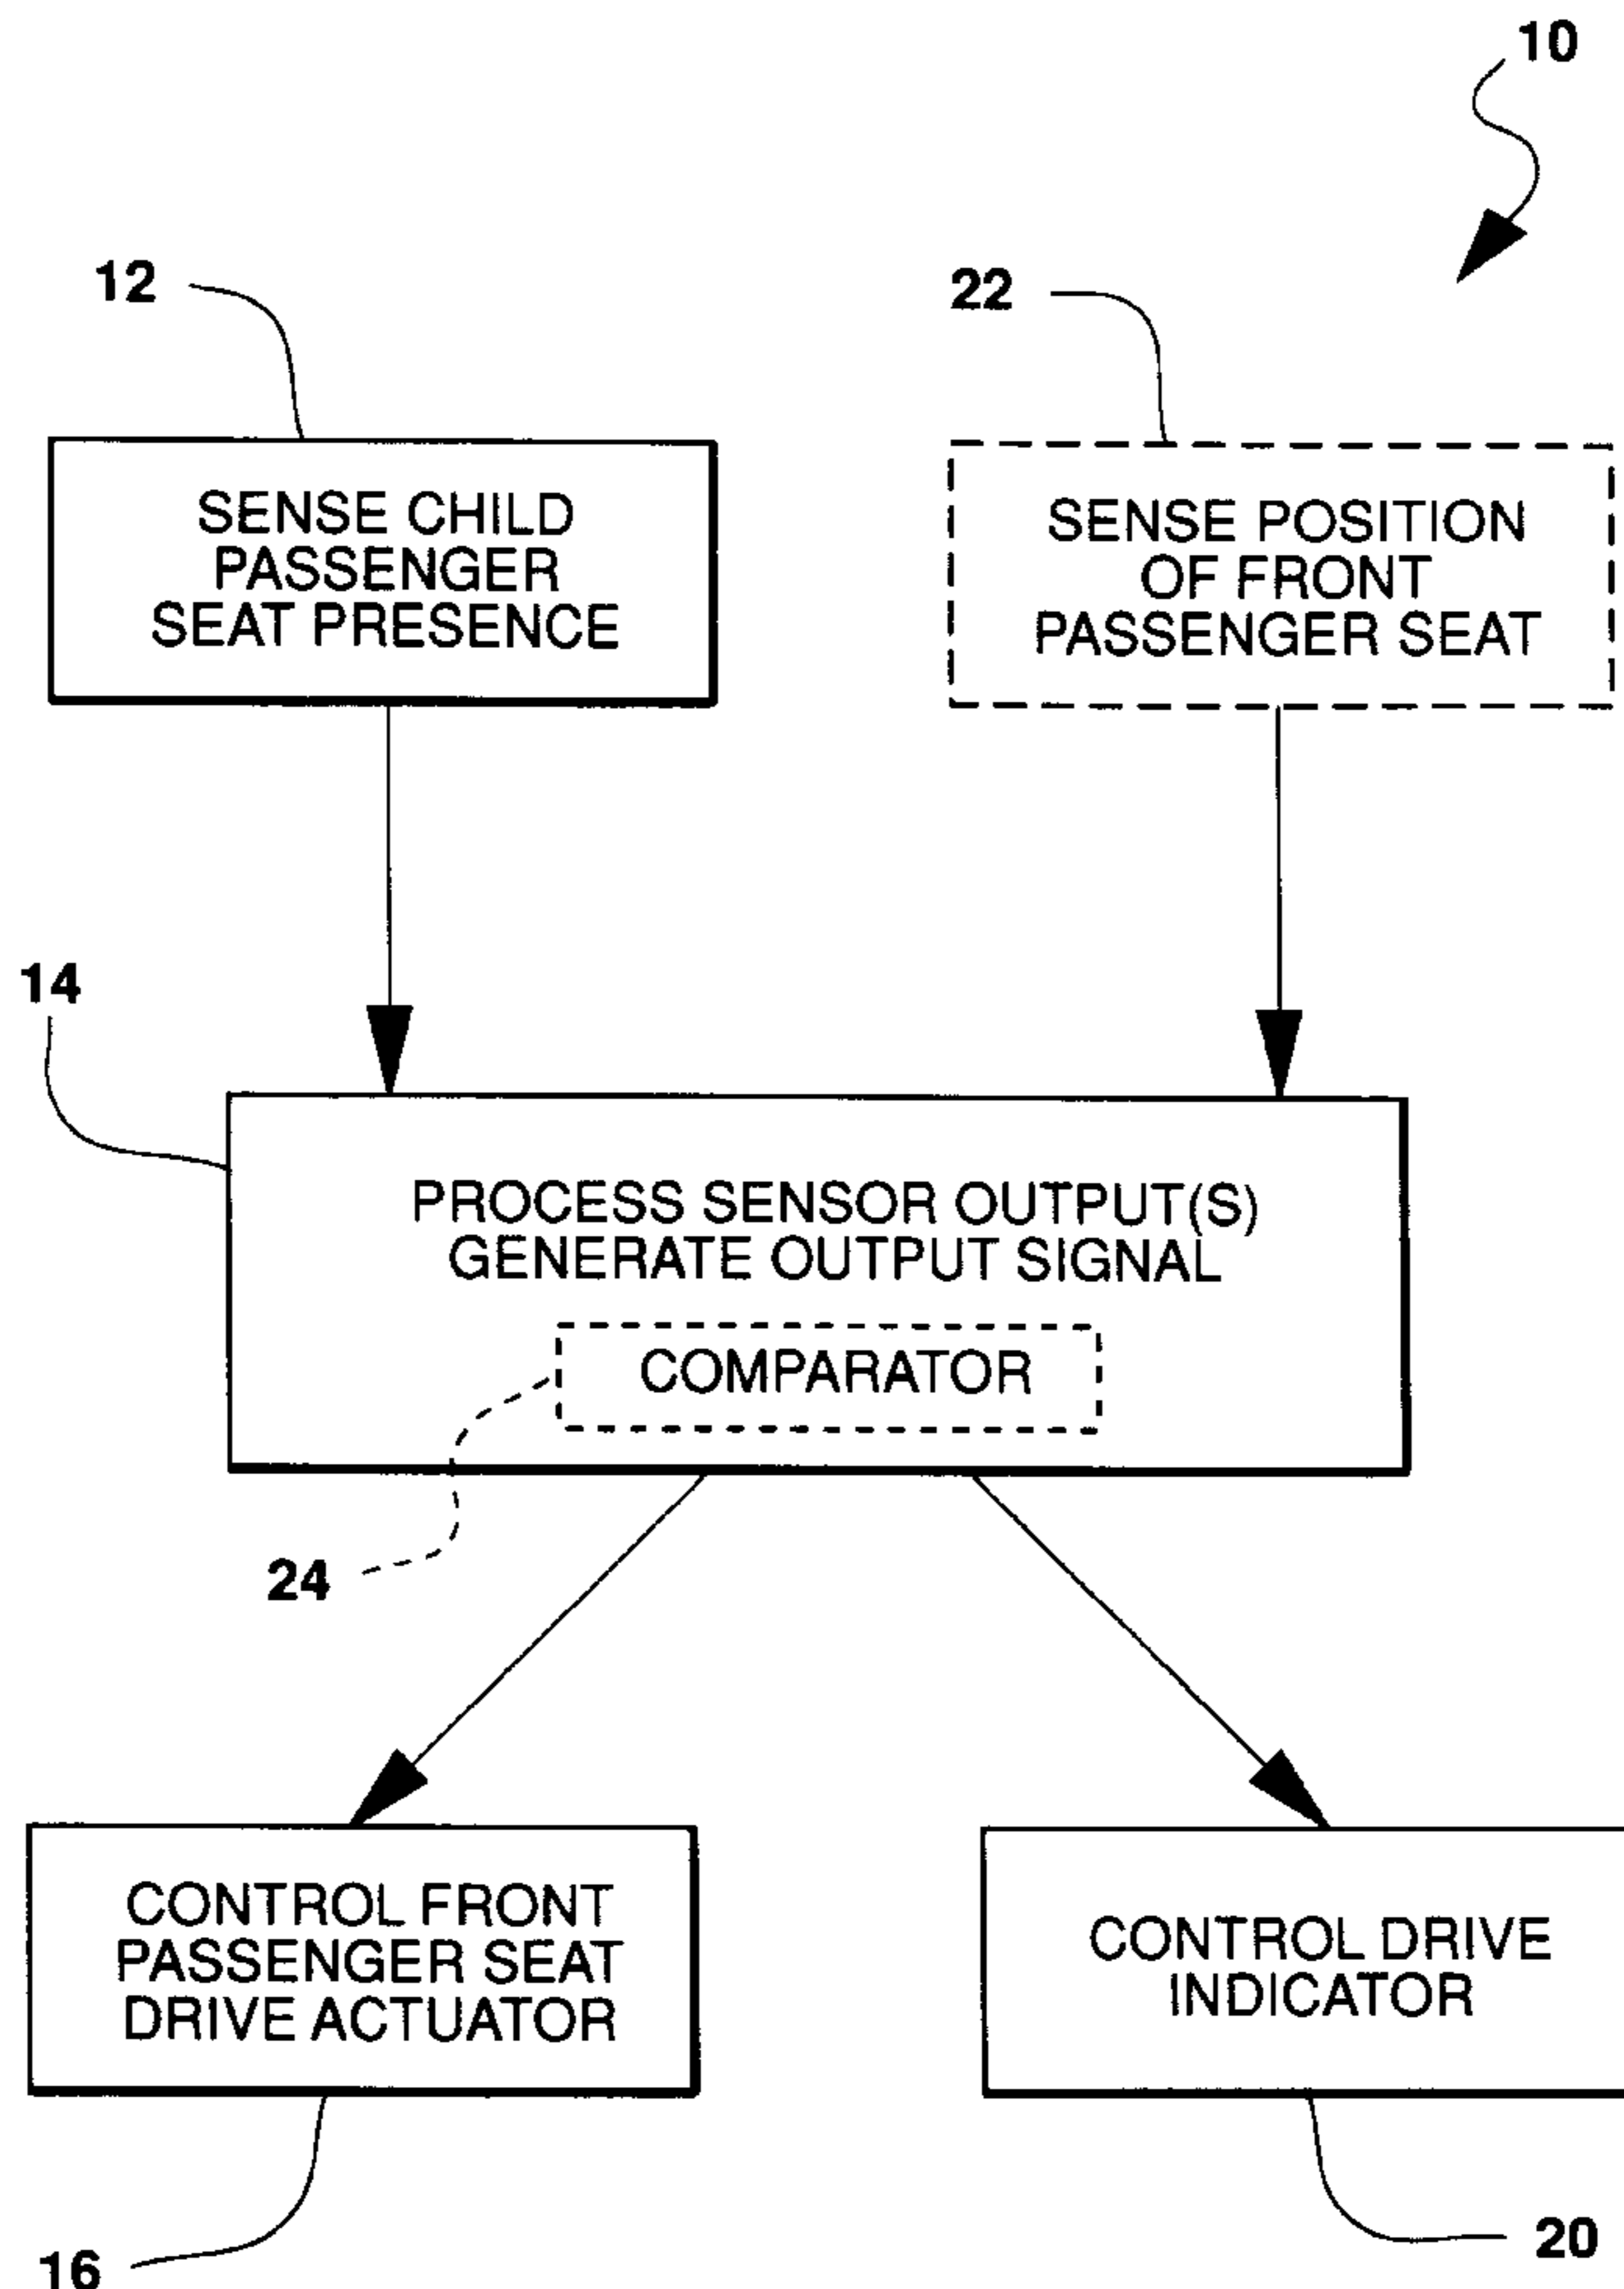 10
12
22
SENSE CHILD
PASSENGER
SEAT PRESENCE
SENSE POSITION
OF FRONT
PASSENGER SEAT
14
PROCESS SENSOR OUTPUT(S)
GENERATE OUTPUT SIGNAL
COMPARATOR
24
CONTROL FRONT
PASSENGER SEAT
DRIVE ACTUATOR
CONTROL DRIVE
INDICATOR
16
20